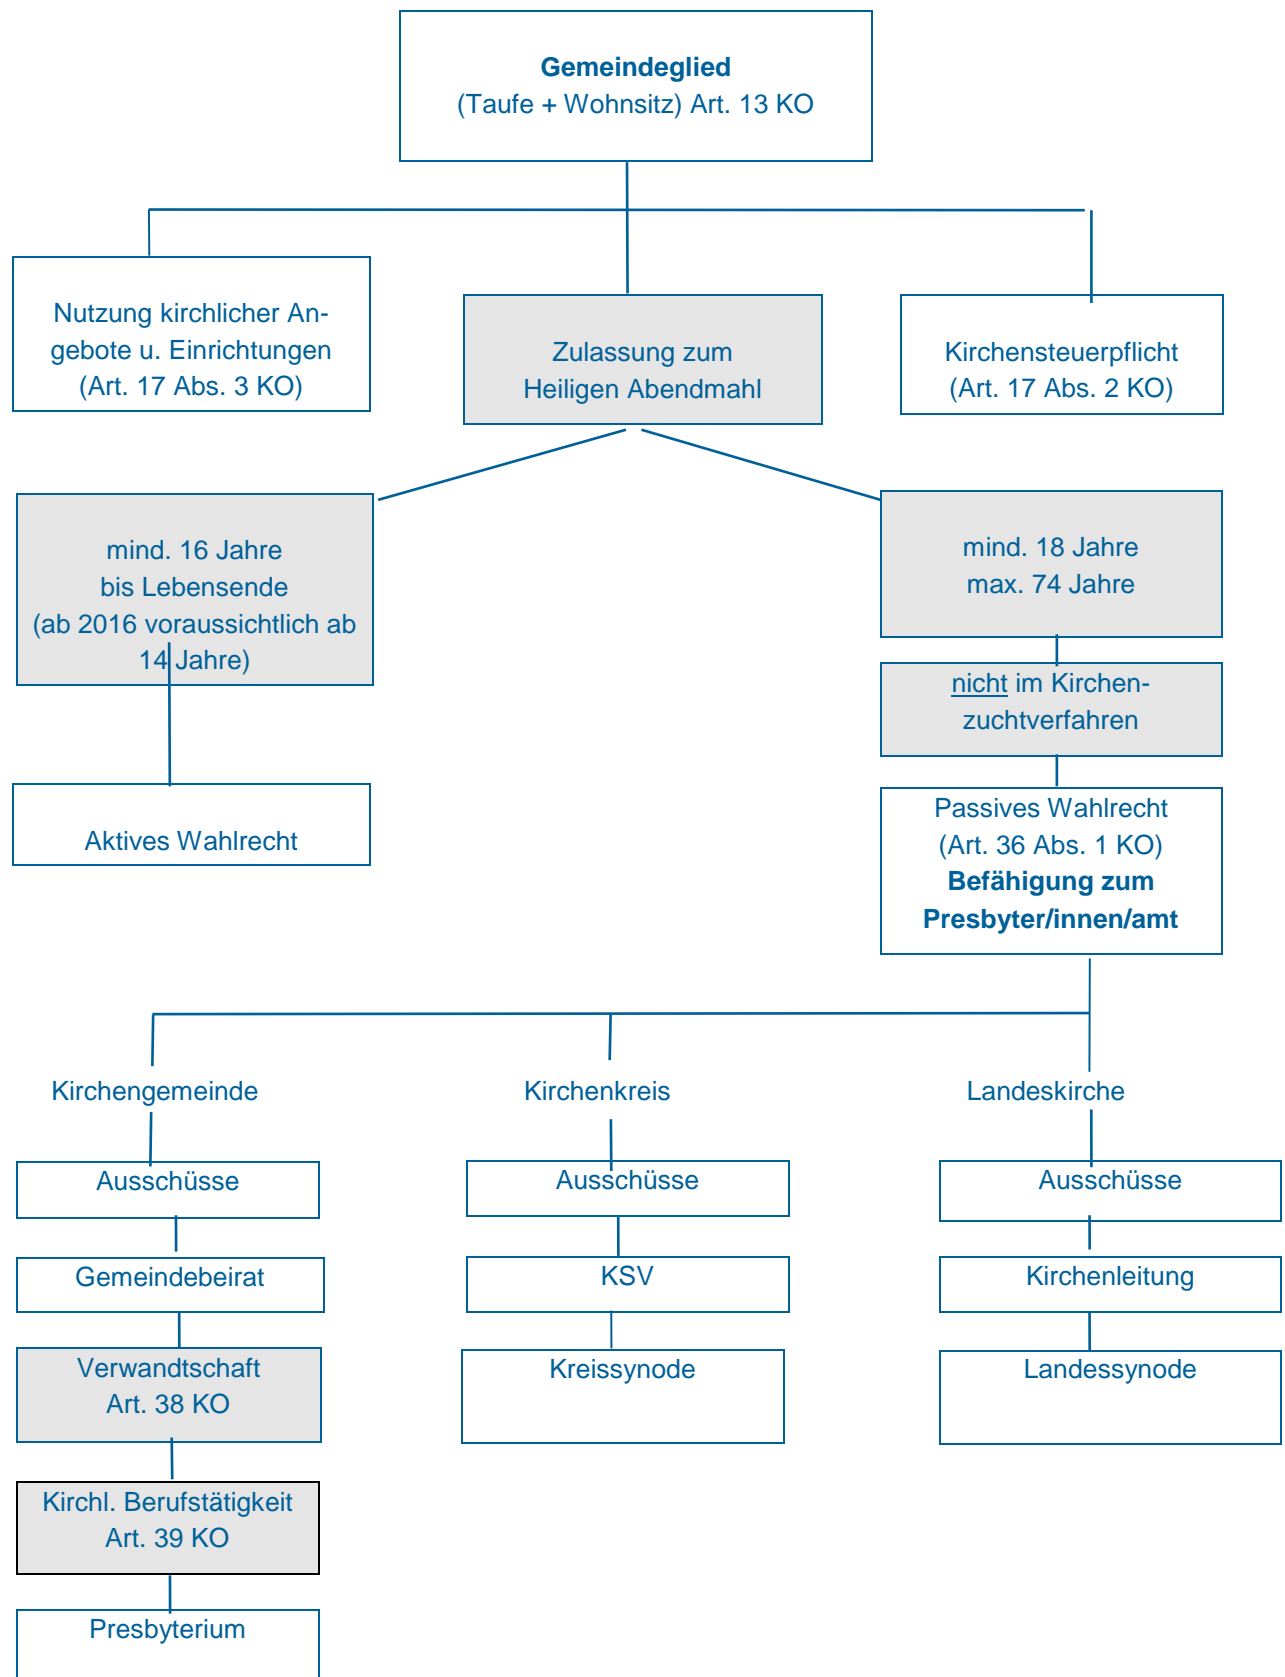 Gemeindeglied
(Taufe + Wohnsitz) Art. 13 KO
Nutzung kirchlicher An-
gebote u. Einrichtungen
(Art. 17 Abs. 3 KO)
Zulassung zum
Heiligen Abendmahl
Kirchensteuerpflicht
(Art. 17 Abs. 2 KO)
mind. 16 Jahre
bis Lebensende
(ab 2016 voraussichtlich ab
14 Jahre)
mind. 18 Jahre
max. 74 Jahre
nicht im Kirchen-
zuchtverfahren
Aktives Wahlrecht
Passives Wahlrecht
(Art. 36 Abs. 1 KO)
Befähigung zum
Presbyter/innen/amt
Kirchengemeinde
Kirchenkreis
Landeskirche
Ausschüsse
Ausschüsse
Ausschüsse
Gemeindebeirat
KSV
Kirchenleitung
Verwandtschaft
Art. 38 KO
Kreissynode
Landessynode
Kirchl. Berufstätigkeit
Art. 39 KO
Presbyterium